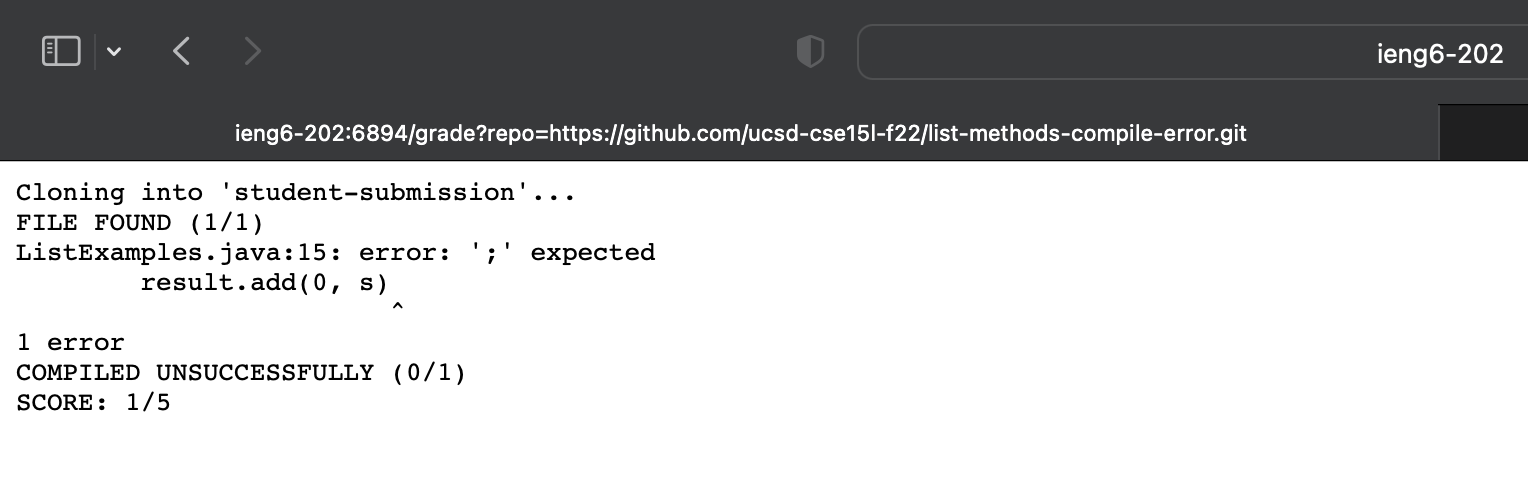 ieng6-202
ieng6-202:6894/grade?repo=https://github.com/ucsd-cse15l-f22/list-methods-compile-error.git
Cloning into 'student-submission'...
FILE FOUND (1/1)
ListExamples.java:15: error: ';' expected
        result.add(0, s)
                        ^
1 error
COMPILED UNSUCCESSFULLY (0/1)
SCORE: 1/5